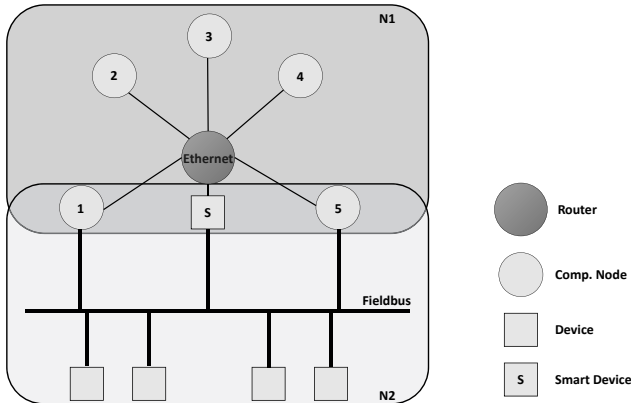 N1
3
2
4
Ethernet
1
S
5
Router
Comp. Node
Fieldbus
Device
S
Smart Device
N2